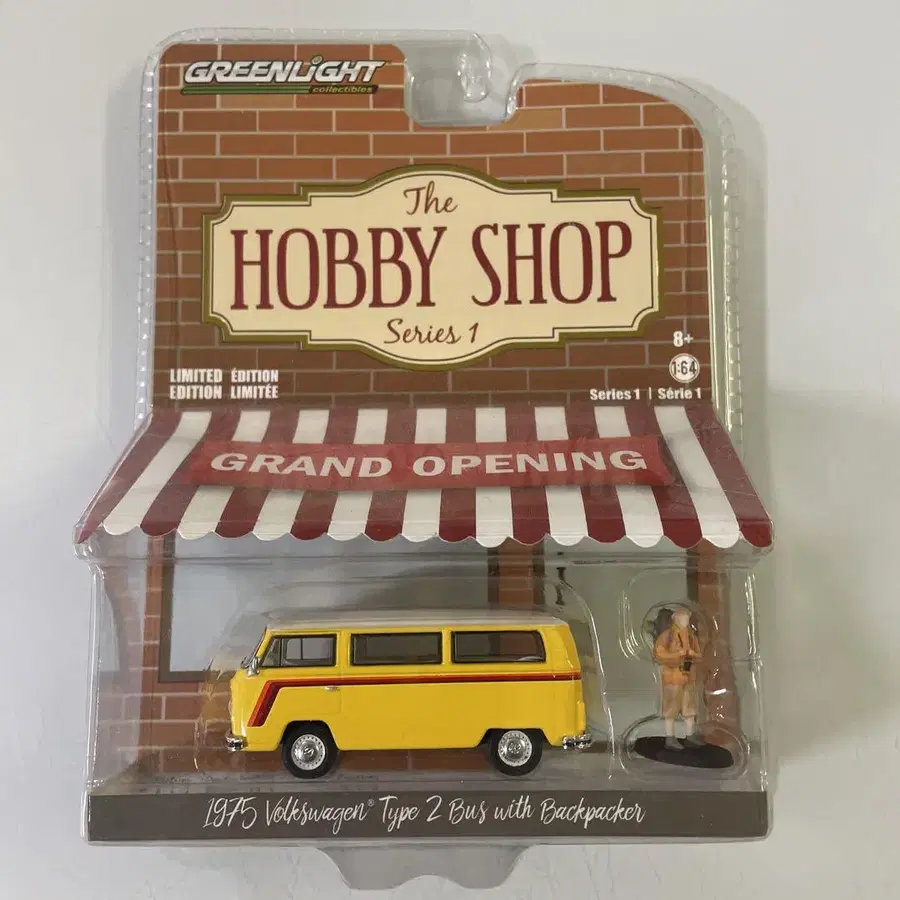 GREENLiGHT
collectibles
The
HOBBY SHOP
Series 1
8+
1:64
LIMITED ÉDITION
EDITION LIMITÉE
Series 1 | Série 1
GRAND OPENING
1975 Volkswagen® Type 2 Bus with Backpacker